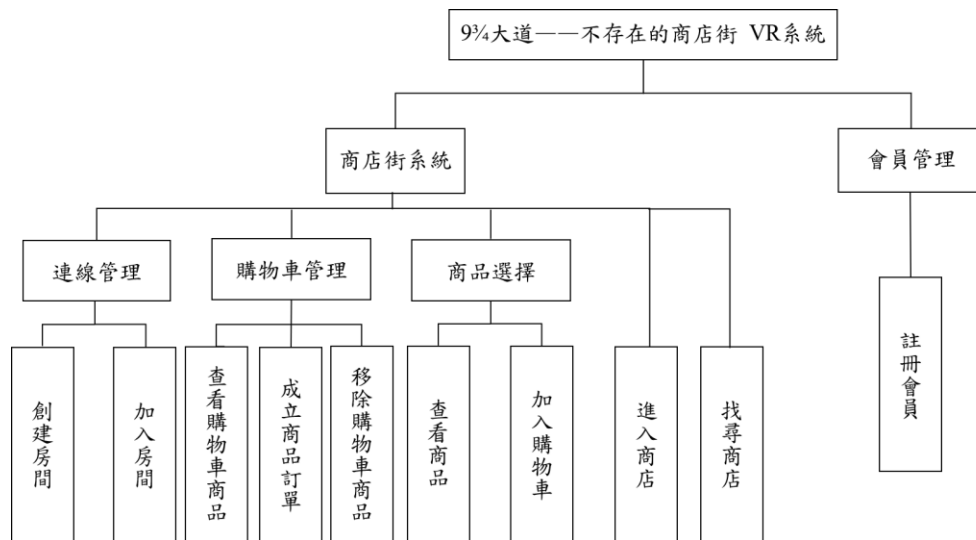 9¾大道——不存在的商店街 VR系統
商店街系統
會員管理
連線管理
購物車管理
商品選擇
創建房間
加入房間
查看購物車商品
成立商品訂單
移除購物車商品
查看商品
加入購物車
進入商店
找尋商店
註冊會員